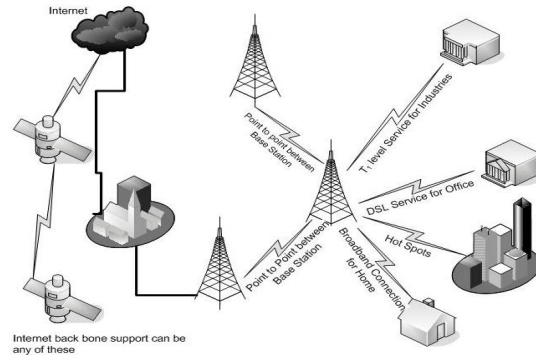 Internet
Point to point between
Base Station
T₁ level Service for Industries
DSL Service for Office
Hot Spots
Broadband Connection
for Home
Point to Point between
Base Station
Internet back bone support can be
any of these